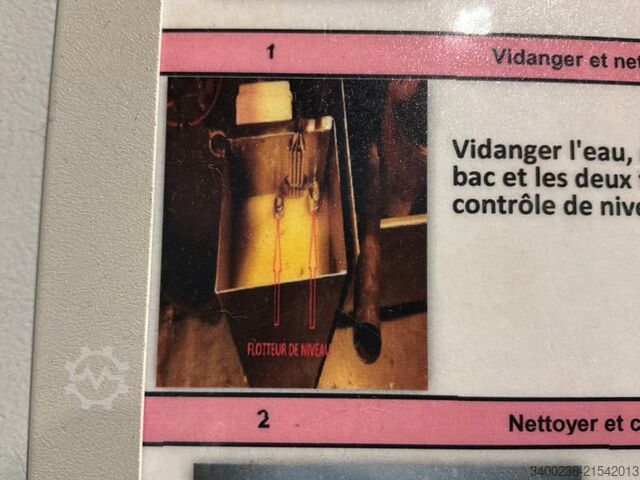 1
Vidanger et net
Vidanger l'eau,
bac et les deux
contrôle de nive
FLOTTEUR DE NIVEAU
2
Nettoyer et c
3400236-21542013